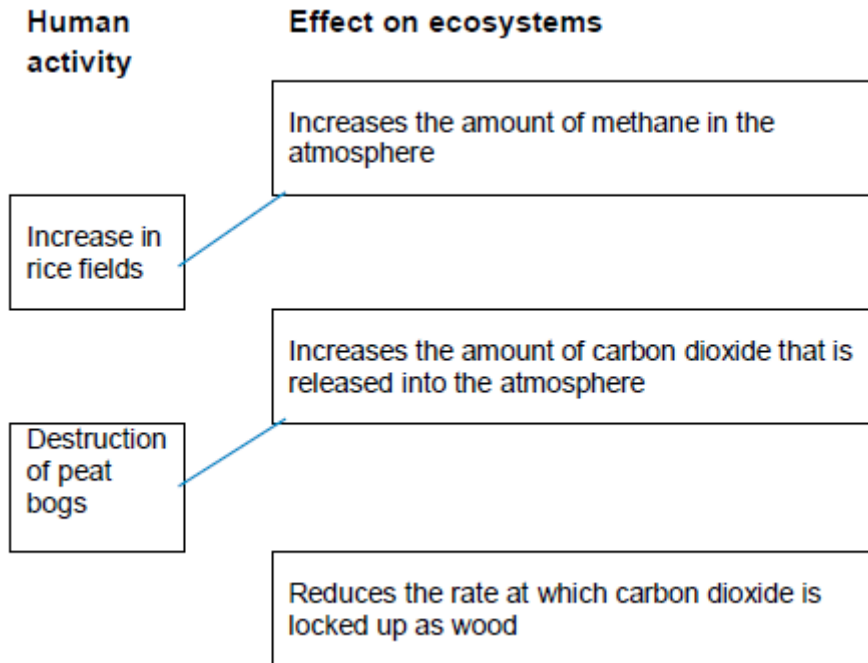 Human
activity
Effect on ecosystems
Increases the amount of methane in the
atmosphere
Increase in
rice fields
Increases the amount of carbon dioxide that is
released into the atmosphere
Destruction
of peat
bogs
Reduces the rate at which carbon dioxide is
locked up as wood